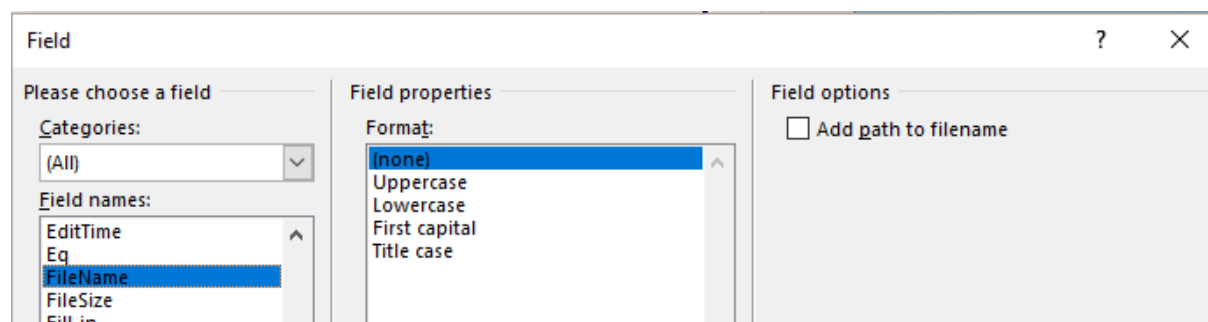 Field
?
Please choose a field
Categories:
(All)
Field names:
EditTime
Eq
FileName
FileSize
Field properties
Format:
(none)
Uppercase
Lowercase
First capital
Title case
Field options
Add path to filename